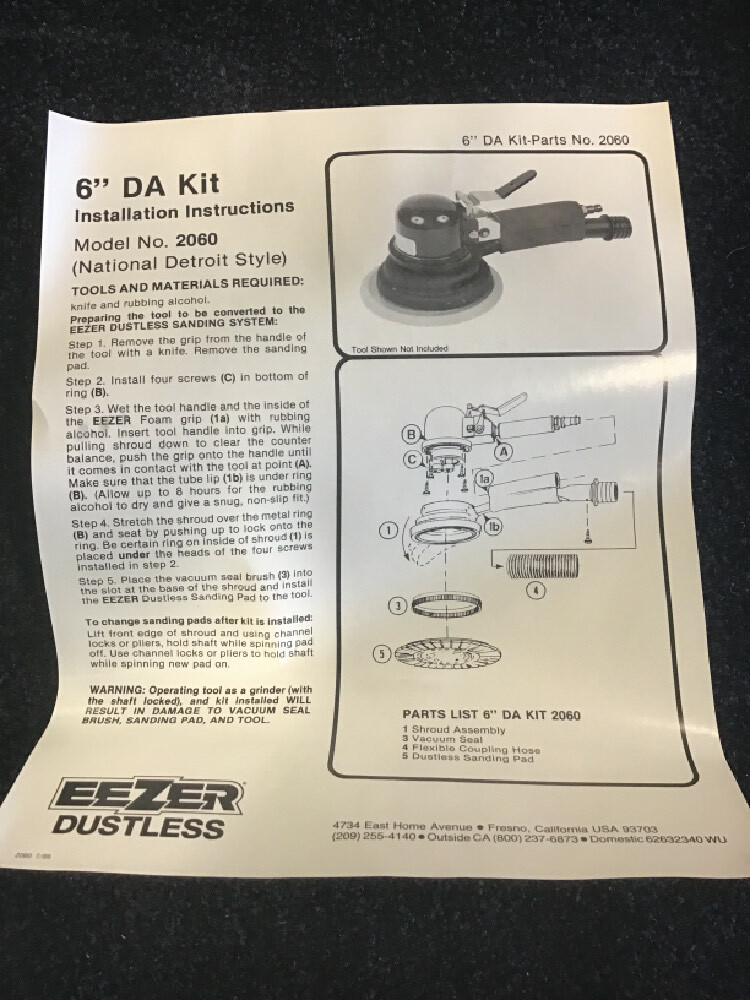 6" DA Kit-Parts No. 2060
6" DA Kit
Installation Instructions
Model No. 2060
(National Detroit Style)
TOOLS AND MATERIALS REQUIRED:
knife and rubbing alcohol.
Preparing the tool to be converted to the
EEZER DUSTLESS SANDING SYSTEM:
Step 1. Remove the grip from the handle of
the tool with a knife. Remove the sanding
pad.
Step 2. Install four screws (C) in bottom of
ring (B).
Step 3. Wet the tool handle and the inside of
the EEZER Foam grip (1a) with rubbing
alcohol. Insert tool handle into grip. While
pulling shroud down to clear the counter
balance, push the grip onto the handle until
it comes in contact with the tool at point (A).
Make sure that the tube lip (1b) is under ring
(B). (Allow up to 8 hours for the rubbing
alcohol to dry and give a snug, non-slip fit.)
Step 4. Stretch the shroud over the metal ring
(B) and seat by pushing up to lock onto the
ring. Be certain ring on inside of shroud (1) is
placed under the heads of the four screws
installed in step 2.
Step 5. Place the vacuum seal brush (3) into
the slot at the base of the shroud and install
the EEZER Dustless Sanding Pad to the tool.
To change sanding pads after kit is installed:
Lift front edge of shroud and using channel
locks or pliers, hold shaft while spinning pad
off. Use channel locks or pliers to hold shaft
while spinning new pad on.
WARNING: Operating tool as a grinder (with
the shaft locked), and kit installed WILL
RESULT IN DAMAGE TO VACUUM SEAL
BRUSH, SANDING PAD, AND TOOL.
EEZER
DUSTLESS
Tool Shown Not Included
B
A
C
1a
1
1b
4
3
5
PARTS LIST 6" DA KIT 2060
1 Shroud Assembly
3 Vacuum Seal
4 Flexible Coupling Hose
5 Dustless Sanding Pad
4734 East Home Avenue • Fresno, California USA 93703
(209) 255-4140 • Outside CA (800) 237-6873 • Domestic 62632340 WU